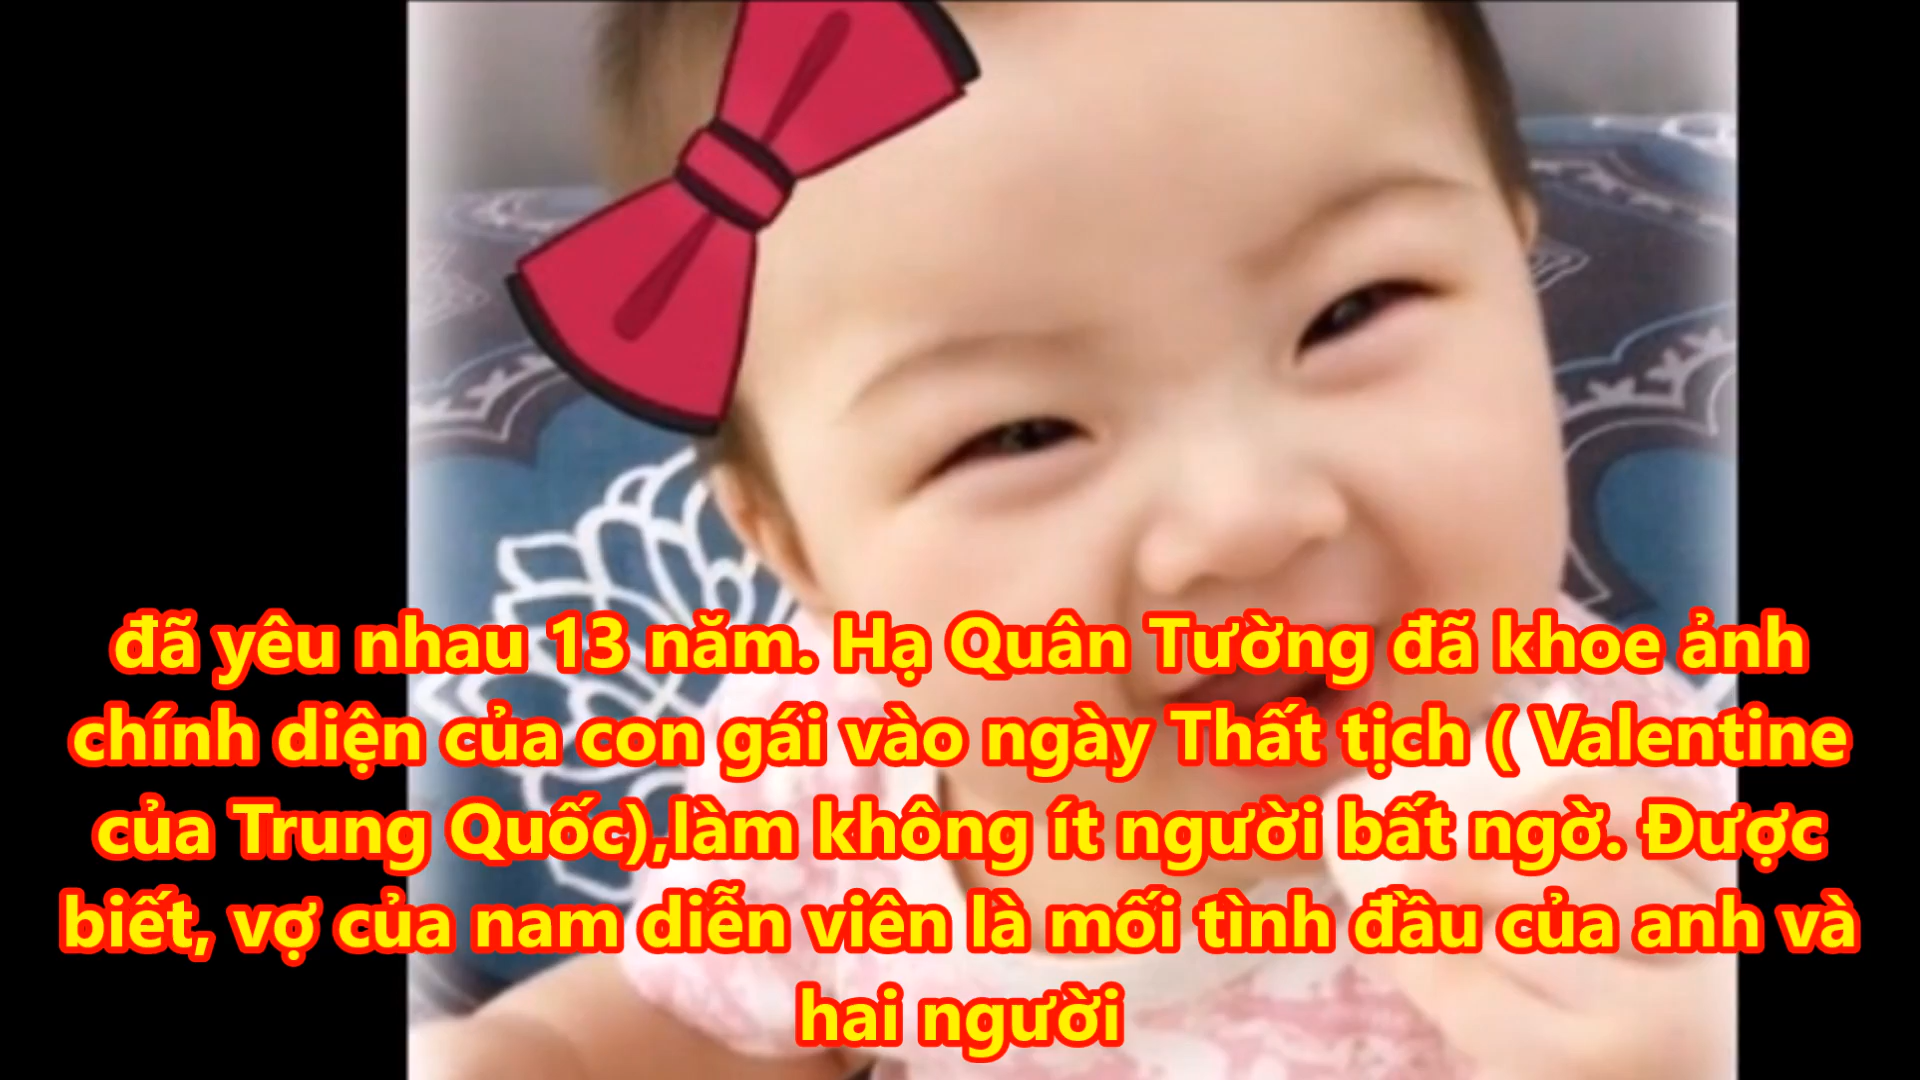 đã yêu nhau 13 năm. Hạ Quân Tường đã khoe ảnh
chính diện của con gái vào ngày Thất tịch ( Valentine
của Trung Quốc),làm không ít người bất ngờ. Được
biết, vợ của nam diễn viên là mối tình đầu của anh và
hai người